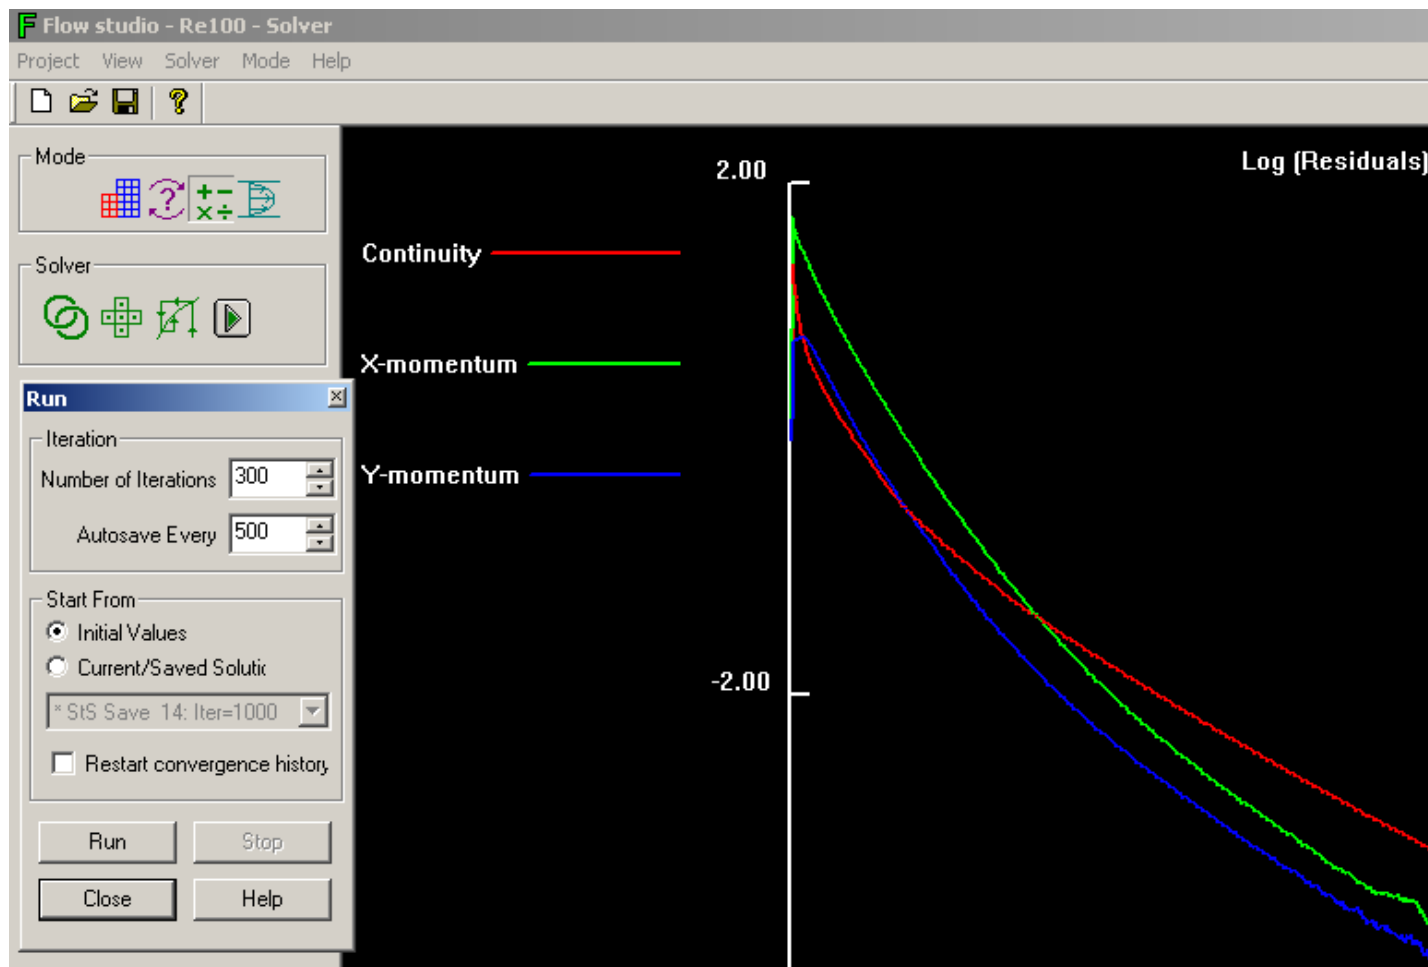 Flow studio - Re100 - Solver
Project View Solver Mode Help
Mode
Solver
Run
Iteration
Number of Iterations 300
Autosave Every 500
Start From
Initial Values
Current/Saved Solutic
* StS Save 14: Iter=1000
Restart convergence history
Run Stop
Close Help
Log (Residuals)
2.00
Continuity
X-momentum
Y-momentum
-2.00